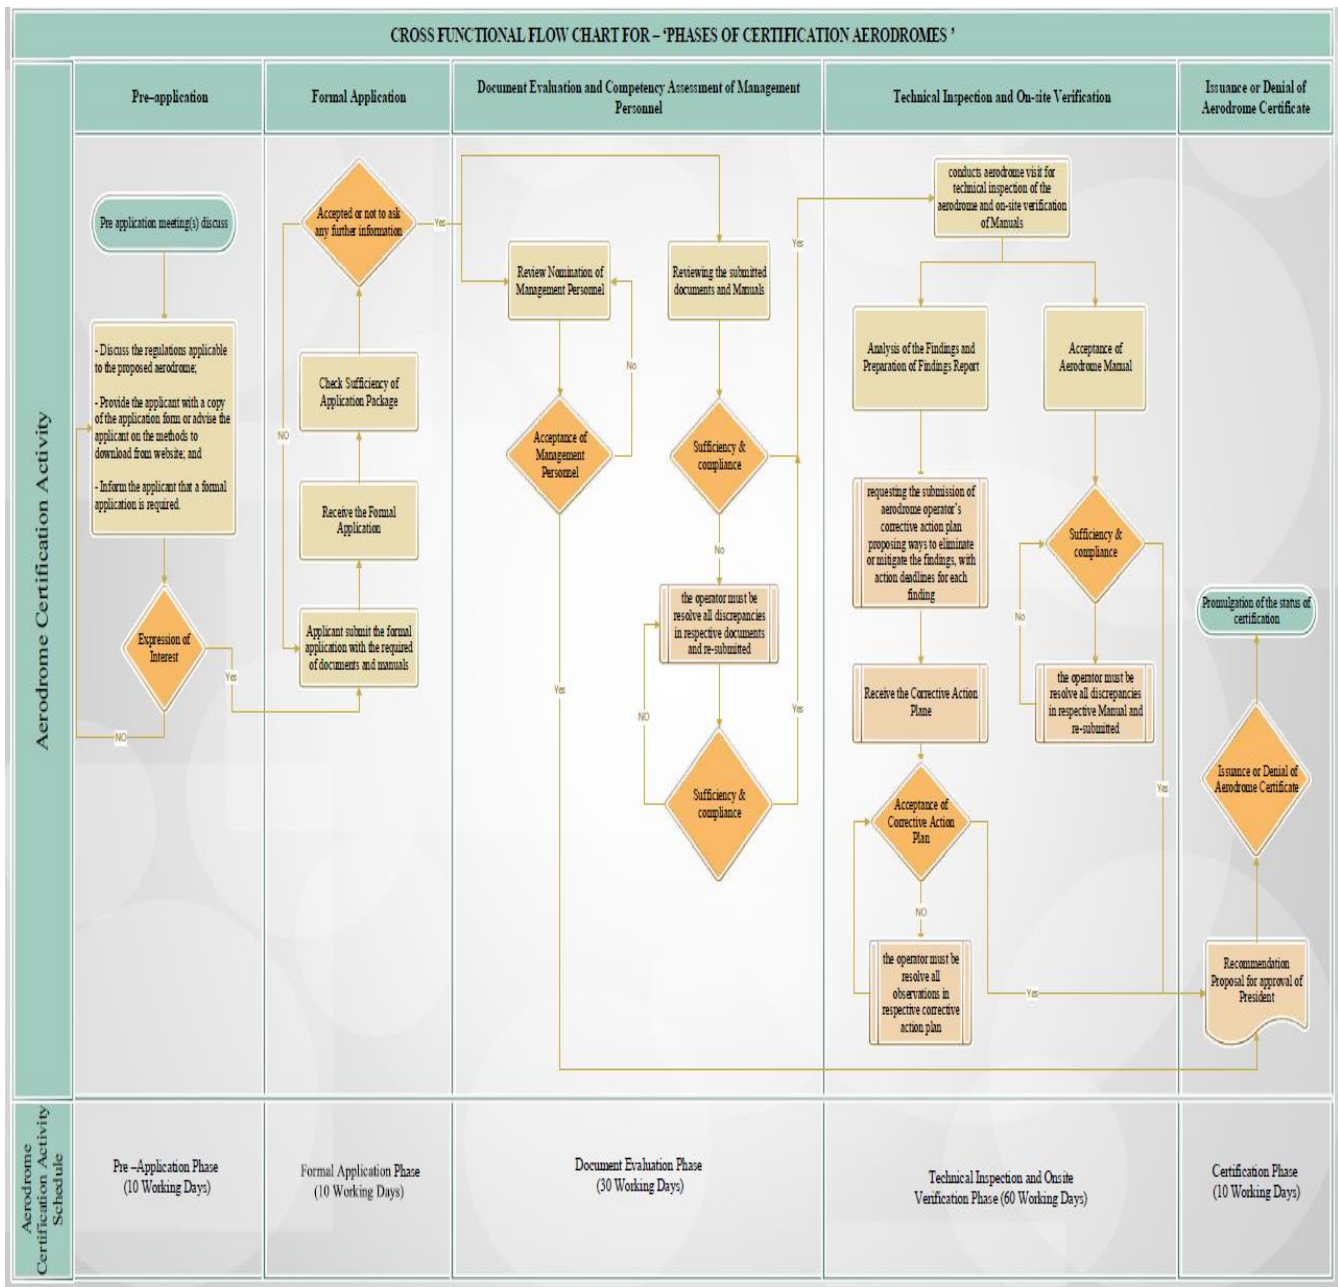 CROSS FUNCTIONAL FLOW CHART FOR – ‘PHASES OF CERTIFICATION AERODROMES ’
Aerodrome Certification Activity
Pre–application
Formal Application
Document Evaluation and Competency Assessment of Management
Personnel
Technical Inspection and On-site Verification
Issuance or Denial of
Aerodrome Certificate
Pre application meeting(s) discuss
- Discuss the regulations applicable
to the proposed aerodrome;
- Provide the applicant with a copy
of the application form or advise the
applicant on the methods to
download from website; and
- Inform the applicant that a formal
application is required.
Expression of
Interest
Yes
NO
Accepted or not to ask
any further information
Yes
NO
Check Sufficiency of
Application Package
Receive the Formal
Application
Applicant submit the formal
application with the required
of documents and manuals
Review Nomination of
Management Personnel
No
Acceptance of
Management
Personnel
Yes
Reviewing the submitted
documents and Manuals
Sufficiency &
compliance
Yes
No
the operator must be
resolve all discrepancies
in respective documents
and re-submitted
NO
Yes
Sufficiency &
compliance
conducts aerodrome visit for
technical inspection of the
aerodrome and on-site verification
of Manuals
Analysis of the Findings and
Preparation of Findings Report
requesting the submission of
aerodrome operator’s
corrective action plan
proposing ways to eliminate
or mitigate the findings, with
action deadlines for each
finding
Receive the Corrective Action
Plane
Acceptance of
Corrective Action
Plan
NO
the operator must be
resolve all
observations in
respective corrective
action plan
Yes
Acceptance of
Aerodrome Manual
Sufficiency &
compliance
No
the operator must be
resolve all discrepancies
in respective Manual and
re-submitted
Yes
Promulgation of the status of
certification
Issuance or Denial of
Aerodrome Certificate
Recommendation
Proposal for approval of
President
Aerodrome
Certification Activity
Schedule
Pre –Application Phase
(10 Working Days)
Formal Application Phase
(10 Working Days)
Document Evaluation Phase
(30 Working Days)
Technical Inspection and Onsite
Verification Phase (60 Working Days)
Certification Phase
(10 Working Days)